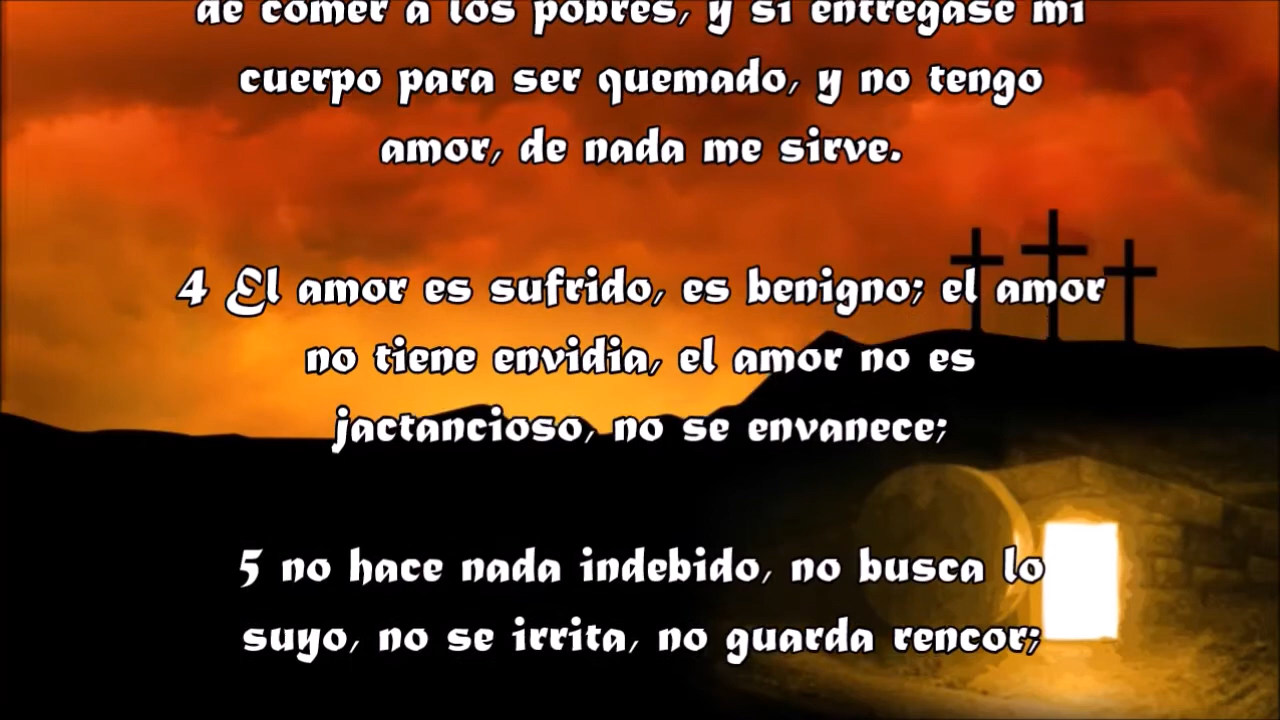 de comer a los pobres, y si entregase mi
cuerpo para ser quemado, y no tengo
amor, de nada me sirve.
4 El amor es sufrido, es benigno; el amor
no tiene envidia, el amor no es
jactancioso, no se envanece;
5 no hace nada indebido, no busca lo
suyo, no se irrita, no guarda rencor;